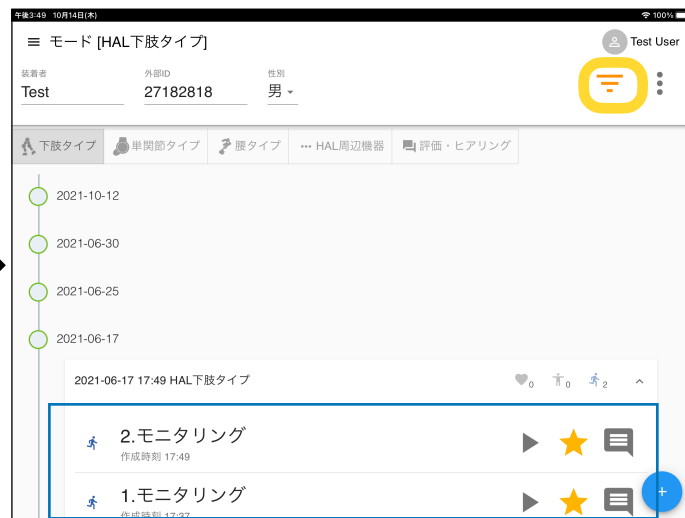 午後3:49 10月14日(木) 100%
モード [HAL下肢タイプ] Test User
装着者 外部ID 性別
Test 27182818 男
下肢タイプ 単関節タイプ 腰タイプ HAL周辺機器 評価・ヒアリング
2021-10-12
2021-06-30
2021-06-25
2021-06-17
2021-06-17 17:49 HAL下肢タイプ 0 0 2
2.モニタリング
作成時刻 17:49
1.モニタリング
作成時刻 17:37